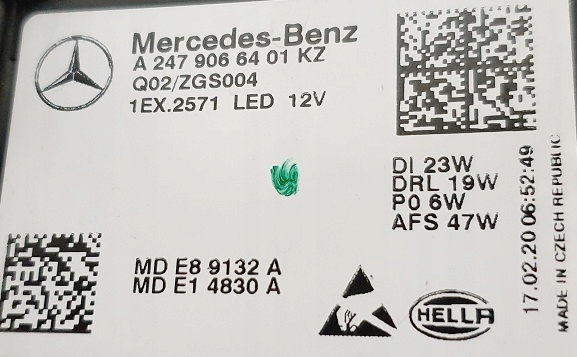 Mercedes-Benz
A 247 906 64 01 KZ
Q02/ZGS004
1EX.2571 LED 12V
DI 23W
DRL 19W
PO 6W
AFS 47W
MD E8 9132 A
MD E1 4830 A
HELLA
17.02.20 06:52:49
MADE IN CZECH REPUBLIC